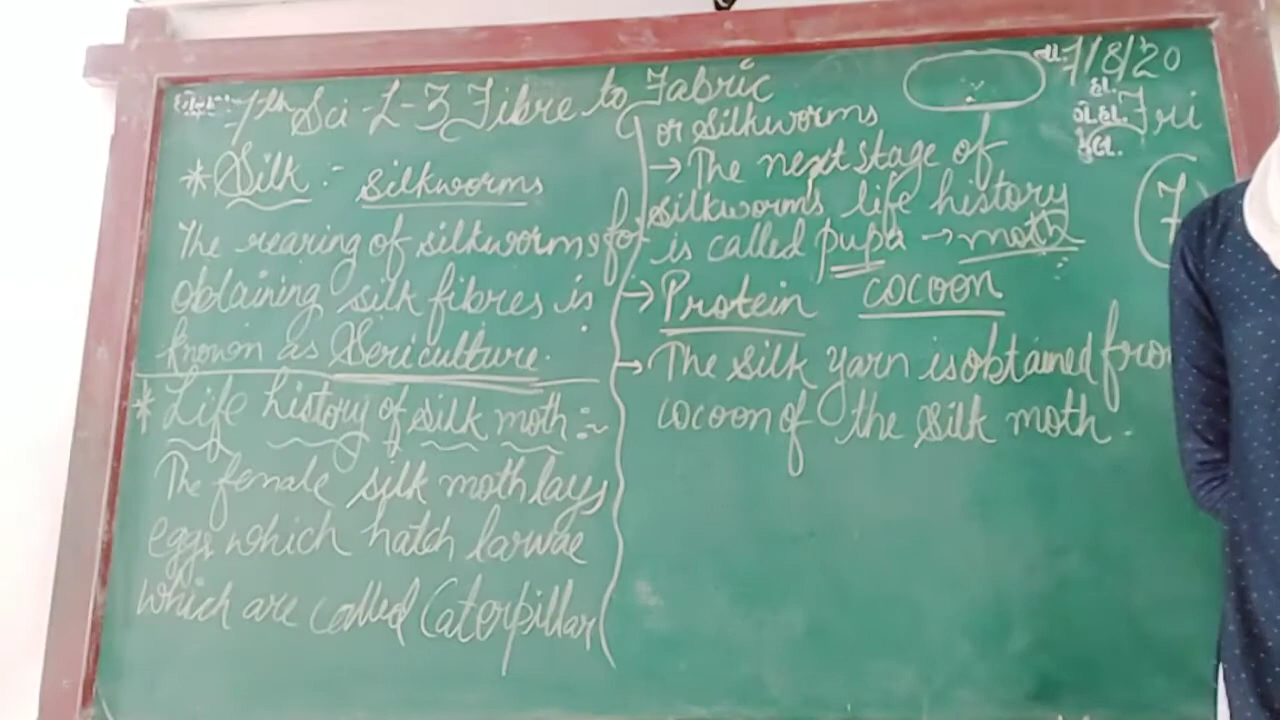 7th Sci - L-3 Fibre to Fabric
* Silk :- silkworms
The rearing of silkworms for
obtaining silk fibres is
known as Sericulture.
* Life history of silk moth :-
The female silk moth lays
eggs which hatch larvae
which are called Caterpillar
or silkworms
→ The next stage of
silkworms life history
is called pupa → moth
→ Protein cocoon
→ The silk yarn is obtained from
cocoon of the silk moth.
તા. 7/8/20
Fri
7